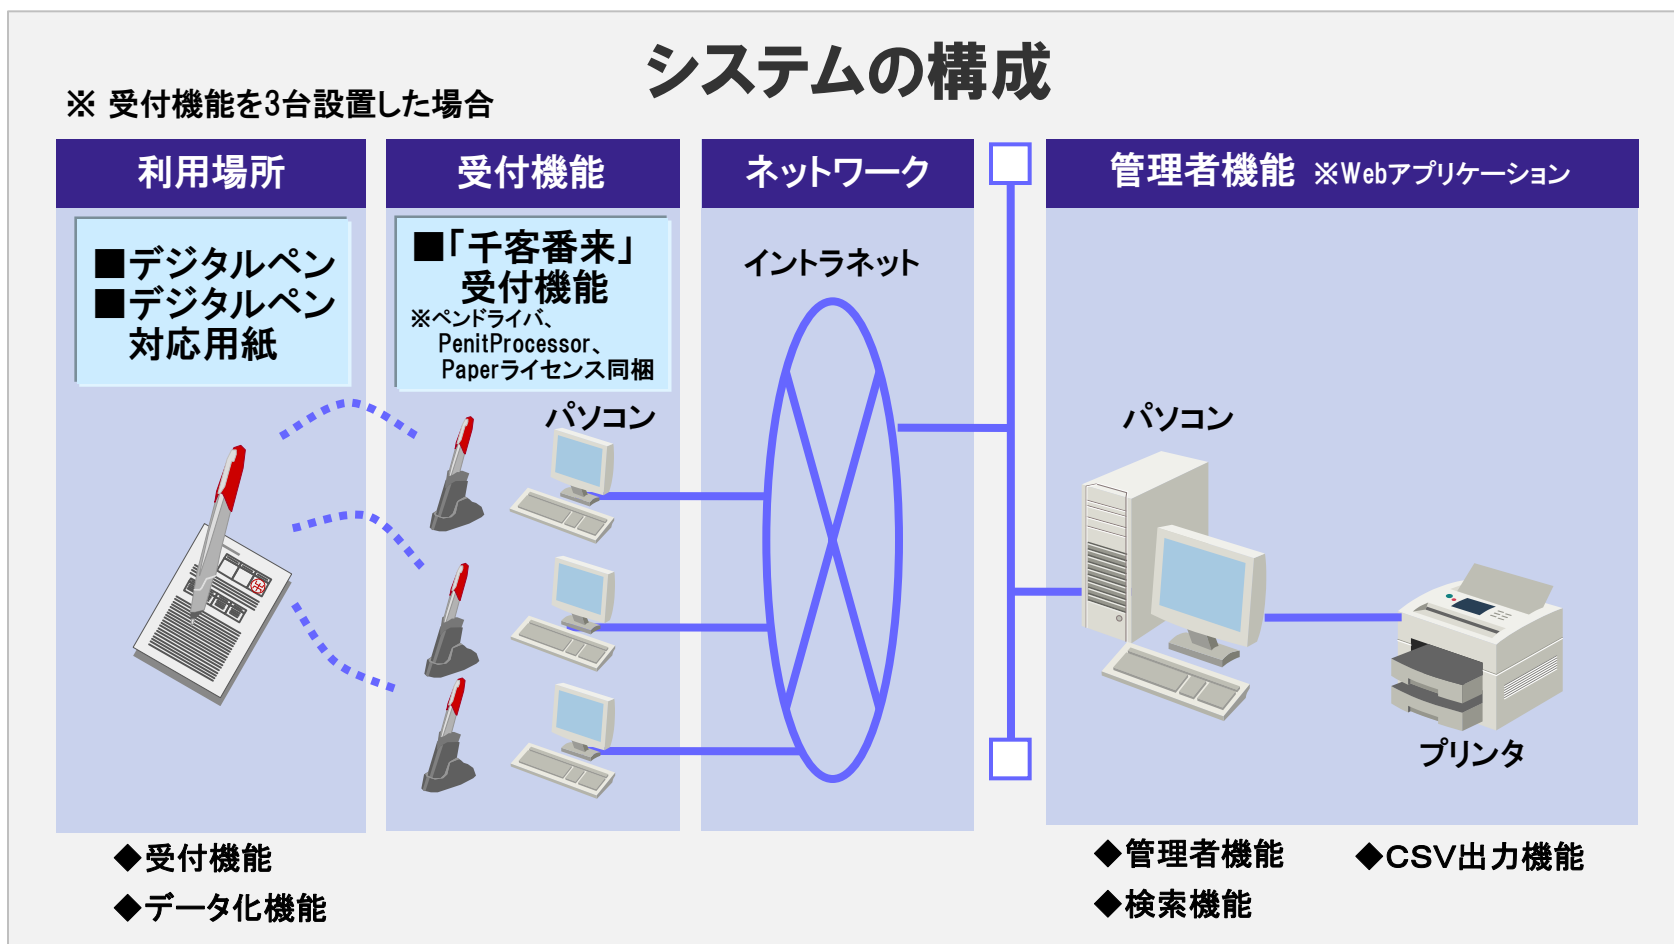 システムの構成
※ 受付機能を3台設置した場合
利用場所
■デジタルペン
■デジタルペン
対応用紙
受付機能
■「千客番来」
受付機能
※ペンドライバ、
PenitProcessor、
Paperライセンス同梱
パソコン
ネットワーク
イントラネット
管理者機能 ※Webアプリケーション
パソコン
プリンタ
◆受付機能
◆データ化機能
◆管理者機能
◆検索機能
◆CSV出力機能